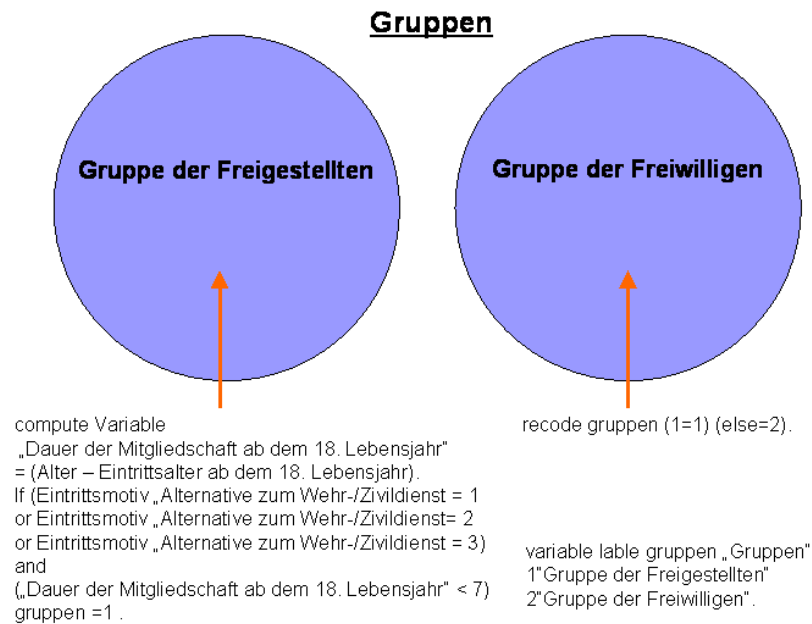 Gruppen
Gruppe der Freigestellten
Gruppe der Freiwilligen
compute Variable
„Dauer der Mitgliedschaft ab dem 18. Lebensjahr"
= (Alter – Eintrittsalter ab dem 18. Lebensjahr).
If (Eintrittsmotiv „Alternative zum Wehr-/Zivildienst = 1
or Eintrittsmotiv „Alternative zum Wehr-/Zivildienst= 2
or Eintrittsmotiv „Alternative zum Wehr-/Zivildienst = 3)
and
(„Dauer der Mitgliedschaft ab dem 18. Lebensjahr" < 7)
gruppen =1 .
recode gruppen (1=1) (else=2).
variable lable gruppen „Gruppen"
1"Gruppe der Freigestellten"
2"Gruppe der Freiwilligen".